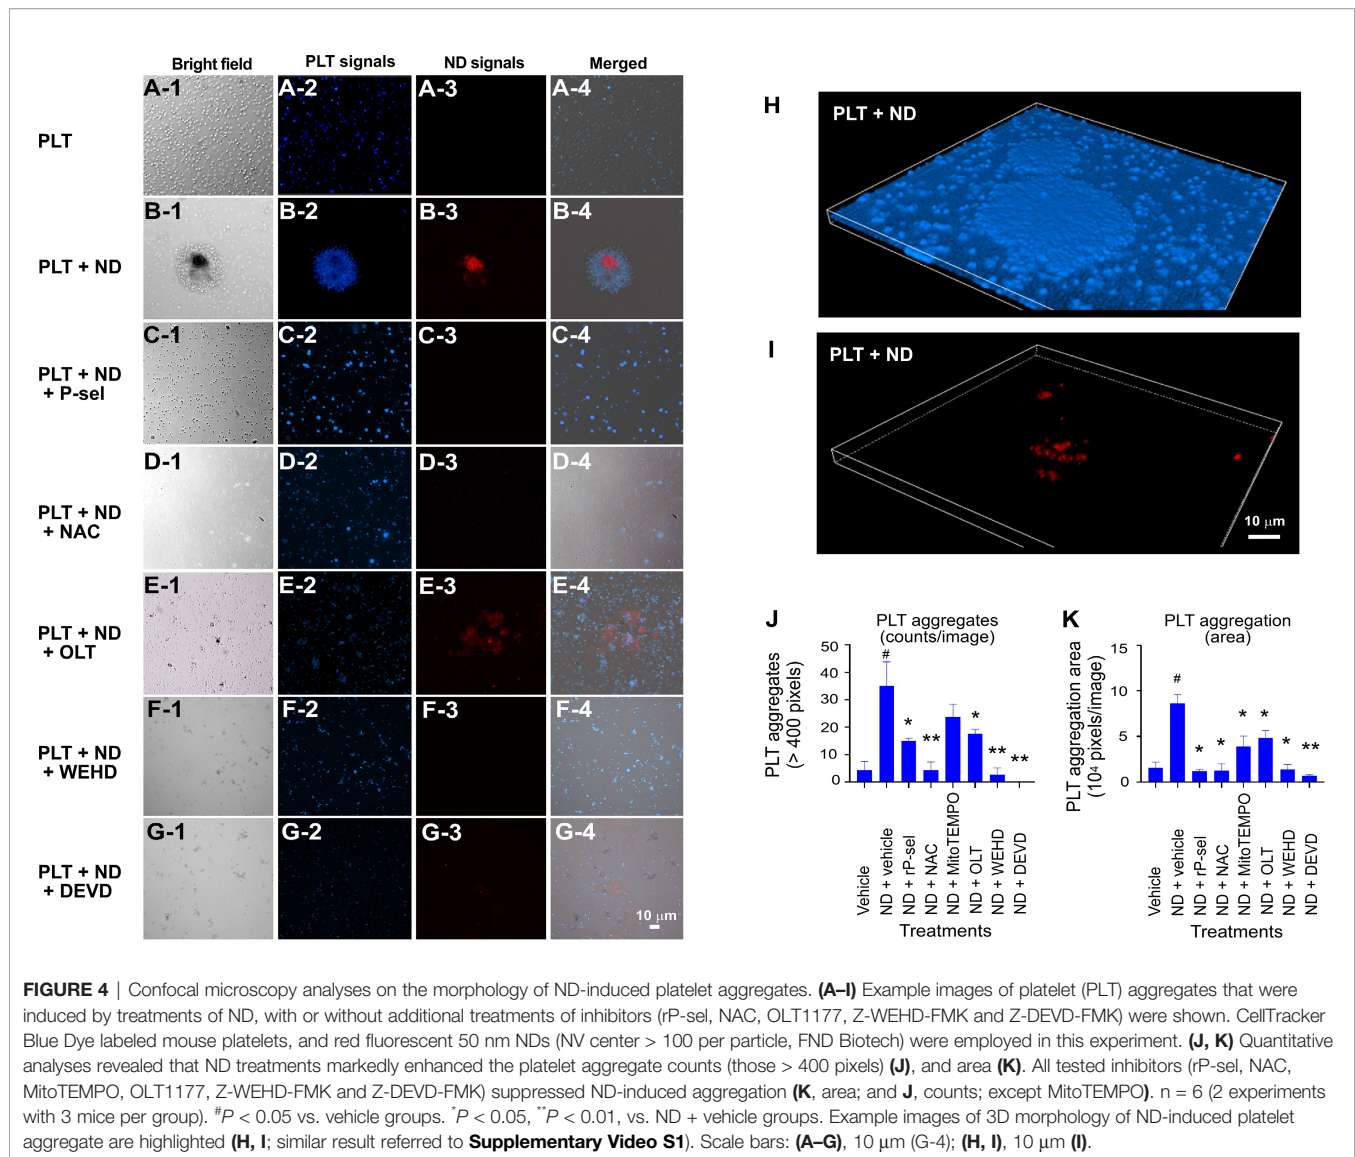 Bright field PLT signals ND signals Merged
PLT
A-1 A-2 A-3 A-4
PLT + ND
B-1 B-2 B-3 B-4
PLT + ND
+ P-sel
C-1 C-2 C-3 C-4
PLT + ND
+ NAC
D-1 D-2 D-3 D-4
PLT + ND
+ OLT
E-1 E-2 E-3 E-4
PLT + ND
+ WEHD
F-1 F-2 F-3 F-4
PLT + ND
+ DEVD
G-1 G-2 G-3 G-4
10 µm
H
PLT + ND
I
PLT + ND
10 µm
J
PLT aggregates
(counts/image)
PLT aggregates
(> 400 pixels)
50
40
30
20
10
0
#
*
**
*
**
**
Vehicle
ND + vehicle
ND + rP-sel
ND + NAC
ND + MitoTEMPO
ND + OLT
ND + WEHD
ND + DEVD
Treatments
K
PLT aggregation
(area)
PLT aggregation area
(10⁴ pixels/image)
15
10
5
0
#
*
*
*
*
*
**
Vehicle
ND + vehicle
ND + rP-sel
ND + NAC
ND + MitoTEMPO
ND + OLT
ND + WEHD
ND + DEVD
Treatments
FIGURE 4 | Confocal microscopy analyses on the morphology of ND-induced platelet aggregates. (A–I) Example images of platelet (PLT) aggregates that were
induced by treatments of ND, with or without additional treatments of inhibitors (rP-sel, NAC, OLT1177, Z-WEHD-FMK and Z-DEVD-FMK) were shown. CellTracker
Blue Dye labeled mouse platelets, and red fluorescent 50 nm NDs (NV center > 100 per particle, FND Biotech) were employed in this experiment. (J, K) Quantitative
analyses revealed that ND treatments markedly enhanced the platelet aggregate counts (those > 400 pixels) (J), and area (K). All tested inhibitors (rP-sel, NAC,
MitoTEMPO, OLT1177, Z-WEHD-FMK and Z-DEVD-FMK) suppressed ND-induced aggregation (K, area; and J, counts; except MitoTEMPO). n = 6 (2 experiments
with 3 mice per group). #P < 0.05 vs. vehicle groups. *P < 0.05, **P < 0.01, vs. ND + vehicle groups. Example images of 3D morphology of ND-induced platelet
aggregate are highlighted (H, I; similar result referred to Supplementary Video S1). Scale bars: (A–G), 10 µm (G-4); (H, I), 10 µm (I).